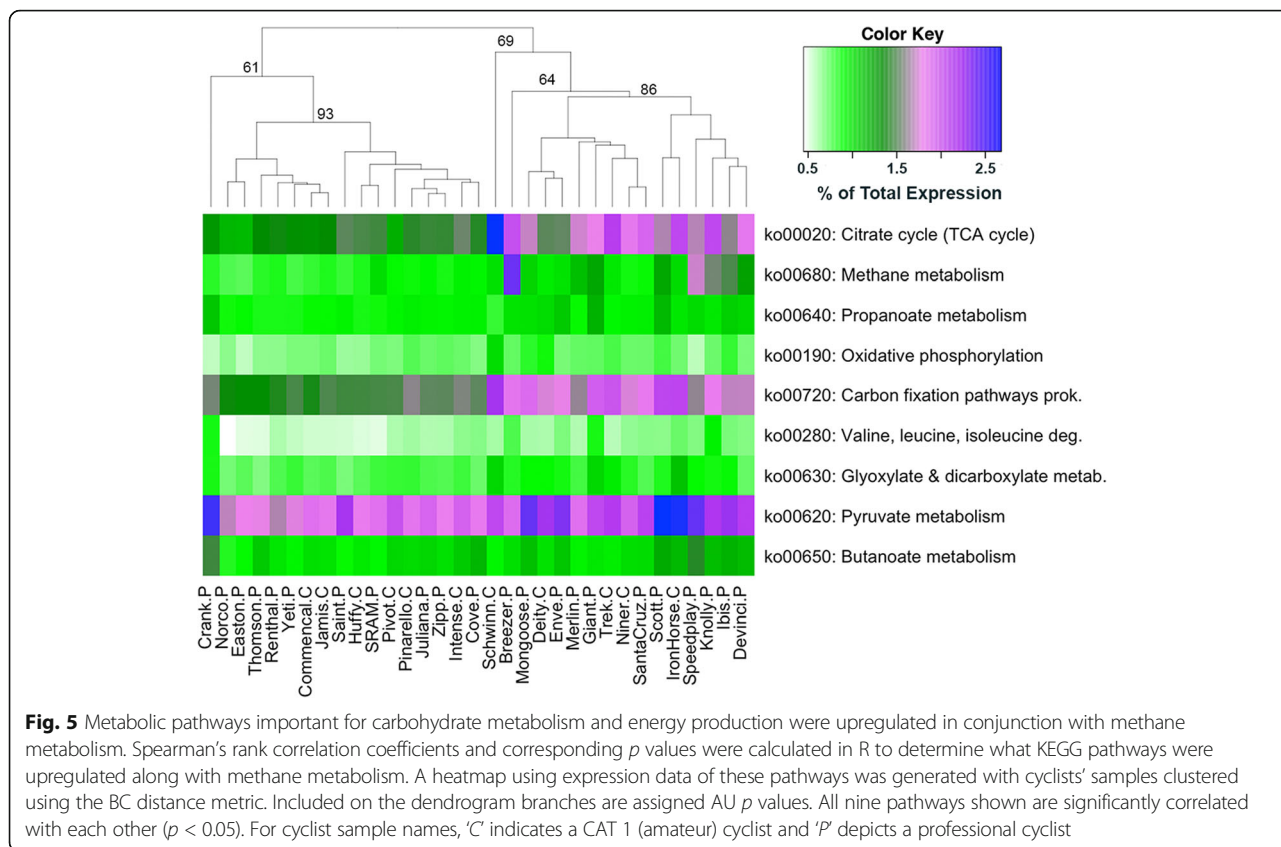 69
Color Key
61
64
86
93
0.5
1.5
2.5
% of Total Expression
ko00020: Citrate cycle (TCA cycle)
ko00680: Methane metabolism
ko00640: Propanoate metabolism
ko00190: Oxidative phosphorylation
ko00720: Carbon fixation pathways prok.
ko00280: Valine, leucine, isoleucine deg.
ko00630: Glyoxylate & dicarboxylate metab.
ko00620: Pyruvate metabolism
ko00650: Butanoate metabolism
Crank.P
Norco.P
Easton.P
Thomson.P
Renthal.P
Yeti.P
Commencal.C
Jamis.C
Saint.P
Huffy.C
SRAM.P
Pivot.C
Pinarello.C
Juliana.P
Zipp.P
Intense.C
Cove.P
Schwinn.C
Breezer.P
Mongoose.P
Deity.C
Enve.P
Merlin.P
Giant.P
Trek.C
Niner.C
SantaCruz.P
Scott.P
IronHorse.C
Speedplay.P
Knolly.P
Ibis.P
Devinci.P
Fig. 5 Metabolic pathways important for carbohydrate metabolism and energy production were upregulated in conjunction with methane
metabolism. Spearman's rank correlation coefficients and corresponding p values were calculated in R to determine what KEGG pathways were
upregulated along with methane metabolism. A heatmap using expression data of these pathways was generated with cyclists' samples clustered
using the BC distance metric. Included on the dendrogram branches are assigned AU p values. All nine pathways shown are significantly correlated
with each other (p < 0.05). For cyclist sample names, 'C' indicates a CAT 1 (amateur) cyclist and 'P' depicts a professional cyclist